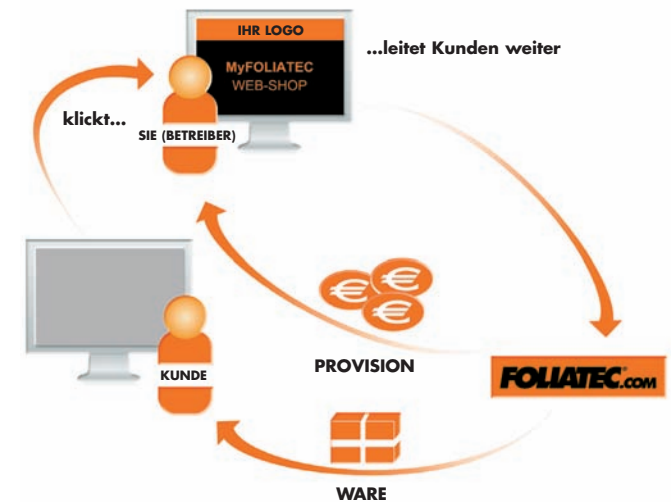 IHR LOGO
MyFOLIATEC
WEB-SHOP
...leitet Kunden weiter
klickt...
SIE (BETREIBER)
KUNDE
PROVISION
FOLIATEC.COM
WARE